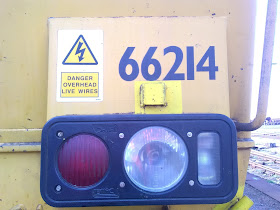 66214
DANGER
OVERHEAD
LIVE WIRES